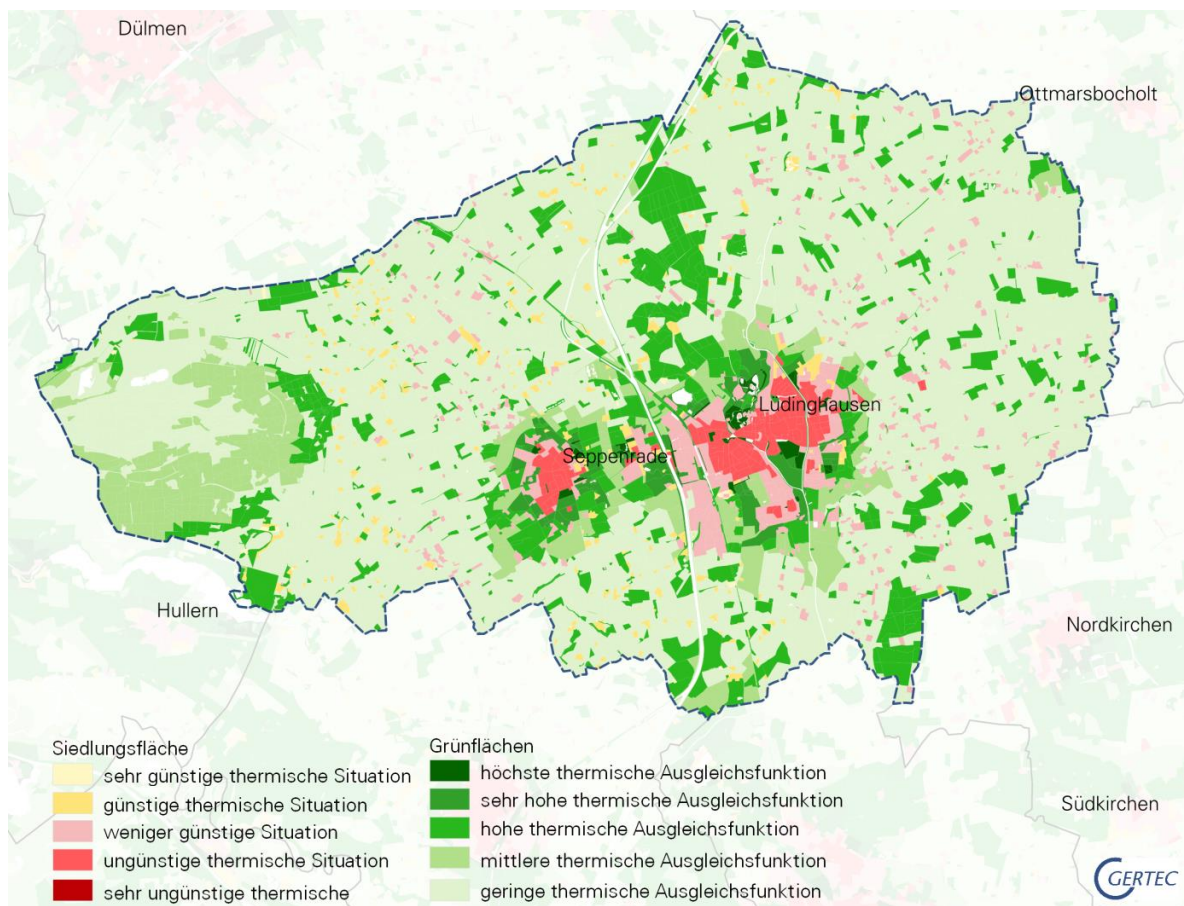 Dülmen
Ottmarsbocholt
Lüdinghausen
Seppenrade
Hullern
Nordkirchen
Südkirchen
Siedlungsfläche
sehr günstige thermische Situation
günstige thermische Situation
weniger günstige Situation
ungünstige thermische Situation
sehr ungünstige thermische
Grünflächen
höchste thermische Ausgleichsfunktion
sehr hohe thermische Ausgleichsfunktion
hohe thermische Ausgleichsfunktion
mittlere thermische Ausgleichsfunktion
geringe thermische Ausgleichsfunktion
GERTEC